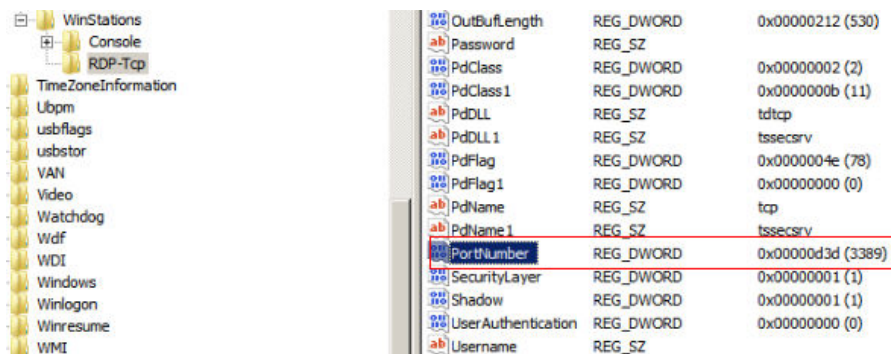 WinStations
Console
RDP-Tcp
TimeZoneInformation
Ubpm
usbflags
usbstor
VAN
Video
Watchdog
Wdf
WDI
Windows
Winlogon
Winresume
WMI
OutBufLength REG_DWORD 0x00000212 (530)
Password REG_SZ
PdClass REG_DWORD 0x00000002 (2)
PdClass1 REG_DWORD 0x0000000b (11)
PdDLL REG_SZ tdtcp
PdDLL1 REG_SZ tssecsrv
PdFlag REG_DWORD 0x0000004e (78)
PdFlag1 REG_DWORD 0x00000000 (0)
PdName REG_SZ tcp
PdName1 REG_SZ tssecsrv
PortNumber REG_DWORD 0x00000d3d (3389)
SecurityLayer REG_DWORD 0x00000001 (1)
Shadow REG_DWORD 0x00000001 (1)
UserAuthentication REG_DWORD 0x00000000 (0)
Username REG_SZ